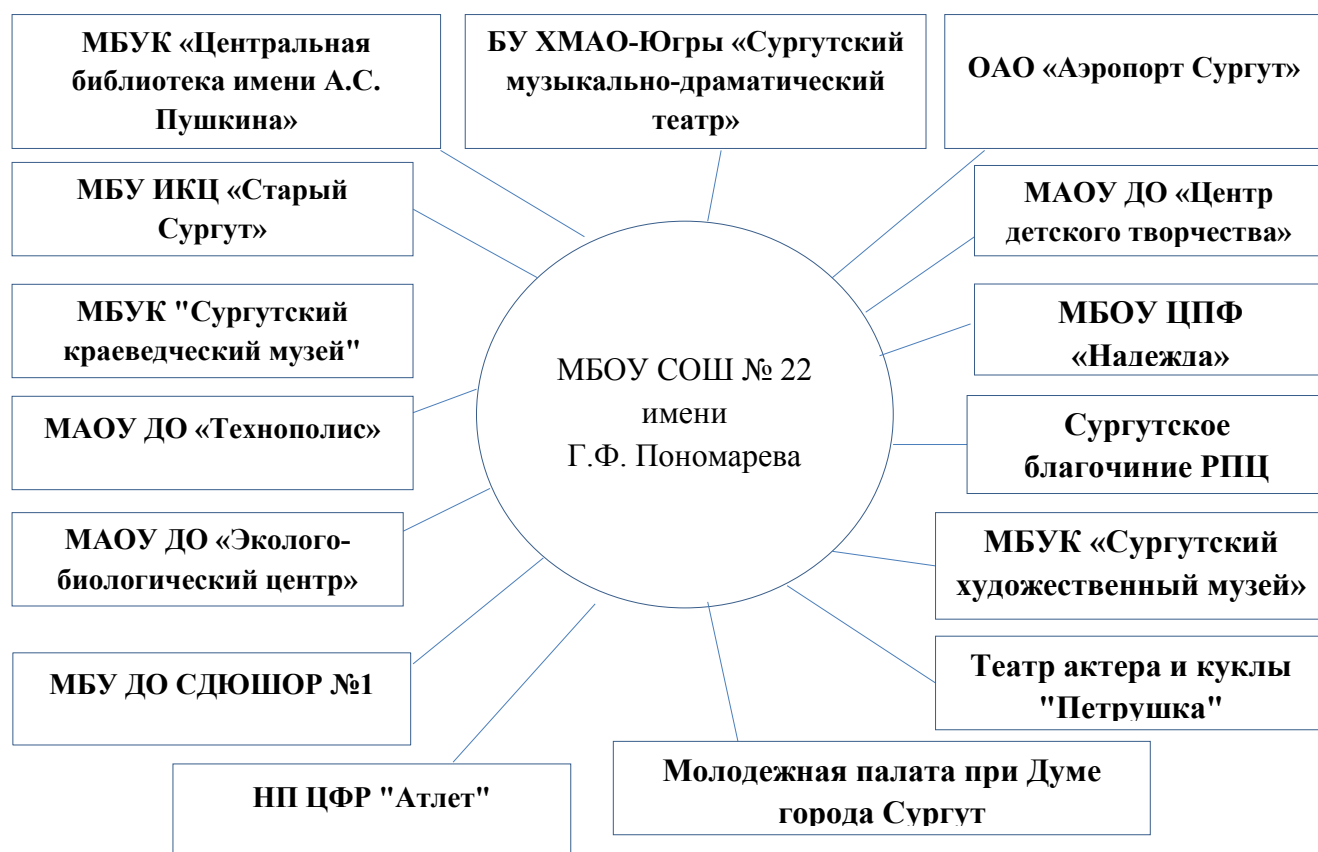 МБУК «Центральная
библиотека имени А.С.
Пушкина»
БУ ХМАО-Югры «Сургутский
музыкально-драматический
театр»
ОАО «Аэропорт Сургут»
МБУ ИКЦ «Старый
Сургут»
МАОУ ДО «Центр
детского творчества»
МБУК "Сургутский
краеведческий музей"
МБОУ ЦПФ
«Надежда»
МБОУ СОШ № 22
имени
Г.Ф. Пономарева
МАОУ ДО «Технополис»
Сургутское
благочиние РПЦ
МАОУ ДО «Эколого-
биологический центр»
МБУК «Сургутский
художественный музей»
МБУ ДО СДЮШОР №1
Театр актера и куклы
"Петрушка"
НП ЦФР "Атлет"
Молодежная палата при Думе
города Сургут